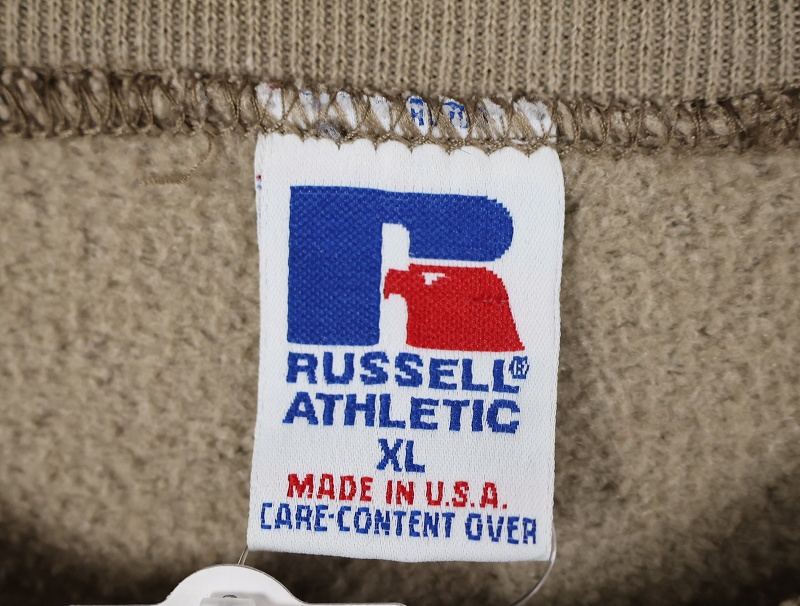 RUSSELL®
ATHLETIC
XL
MADE IN U.S.A.
CARE-CONTENT OVER